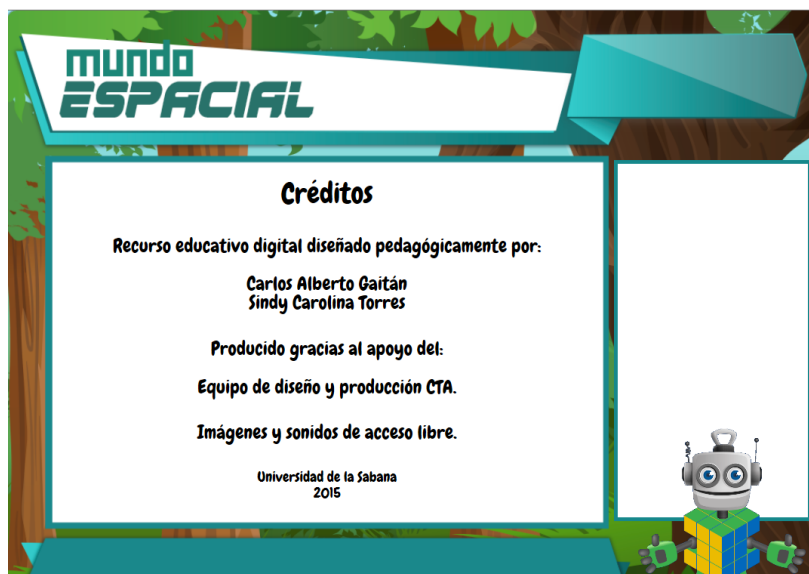 mundo
ESPACIAL
Créditos
Recurso educativo digital diseñado pedagógicamente por:
Carlos Alberto Gaitán
Sindy Carolina Torres
Producido gracias al apoyo del:
Equipo de diseño y producción CTA.
Imágenes y sonidos de acceso libre.
Universidad de la Sabana
2015